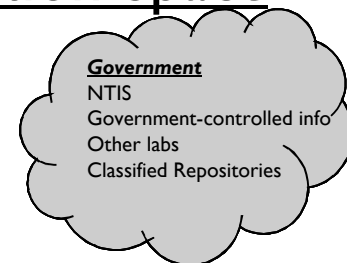 Government
NTIS
Government-controlled info
Other labs
Classified Repositories